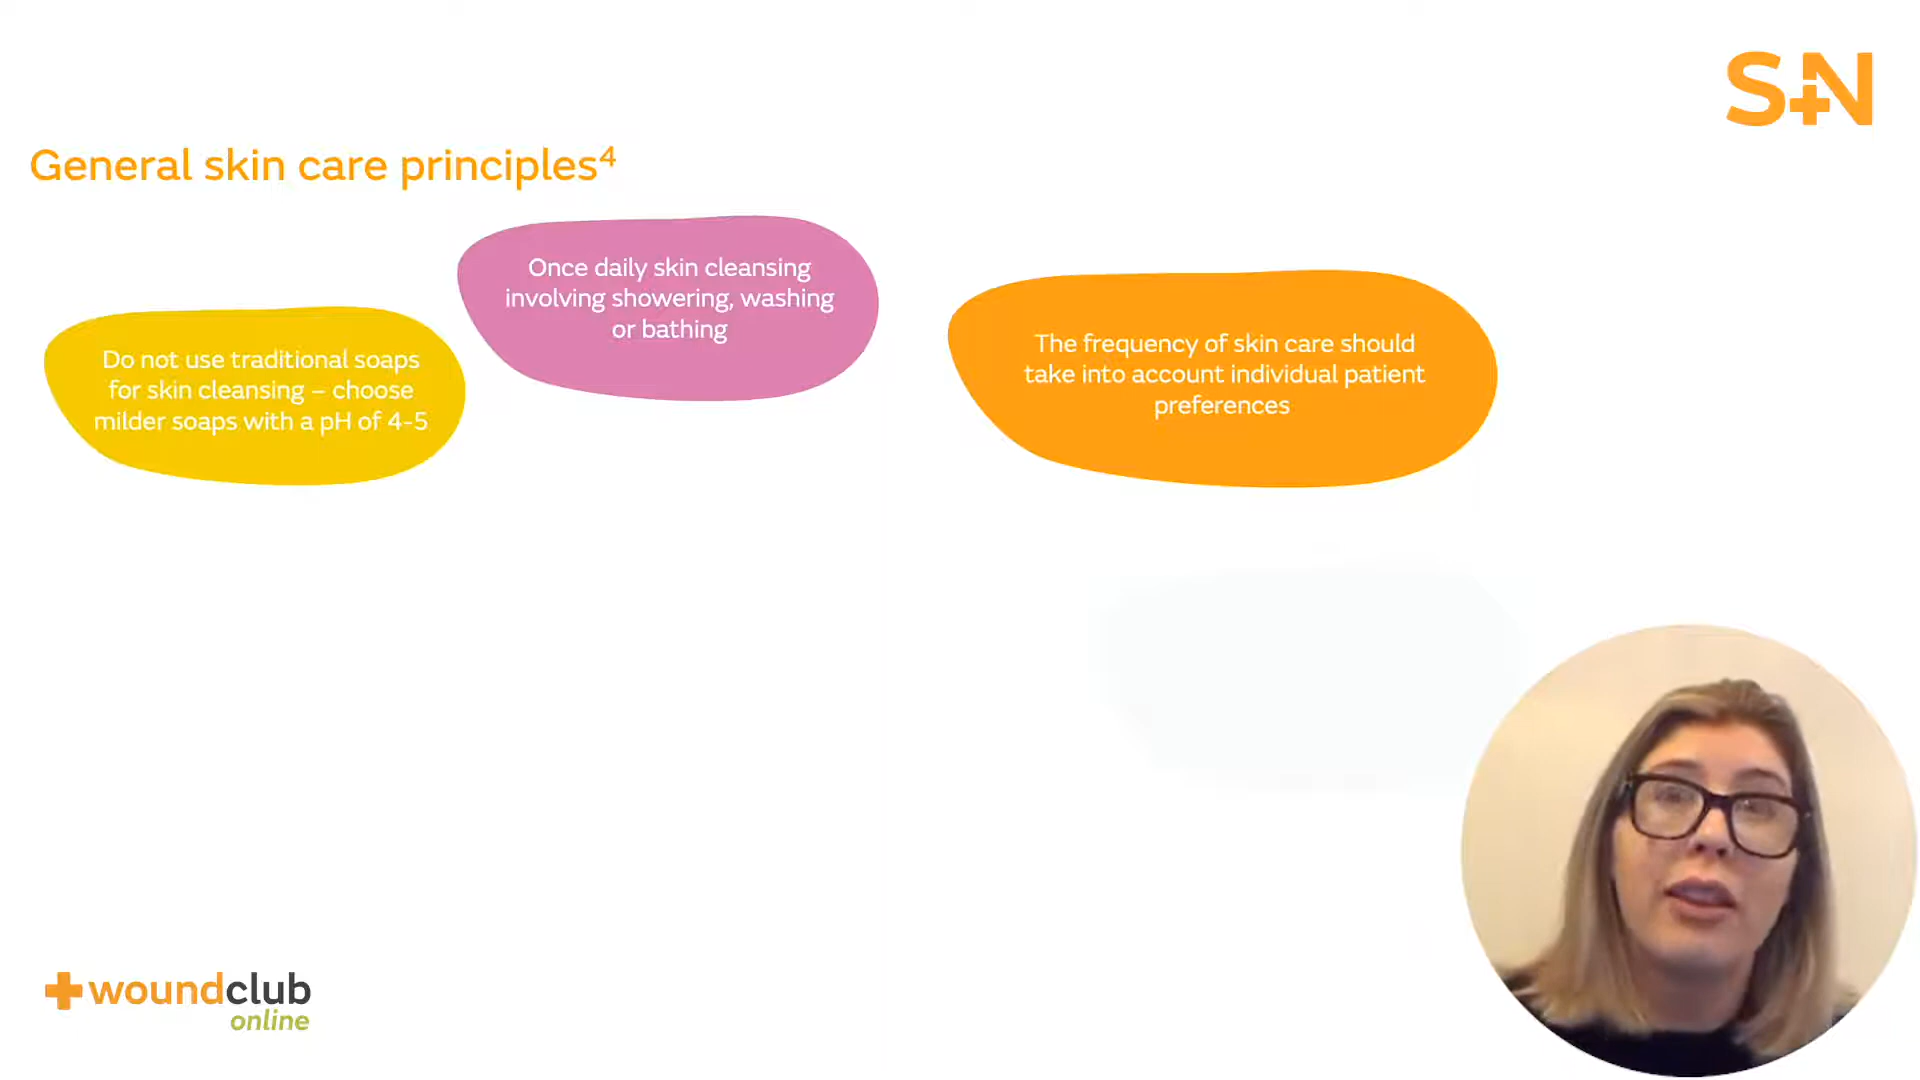 S+N
General skin care principles⁴
Once daily skin cleansing
involving showering, washing
or bathing
Do not use traditional soaps
for skin cleansing – choose
milder soaps with a pH of 4-5
The frequency of skin care should
take into account individual patient
preferences
woundclub
online